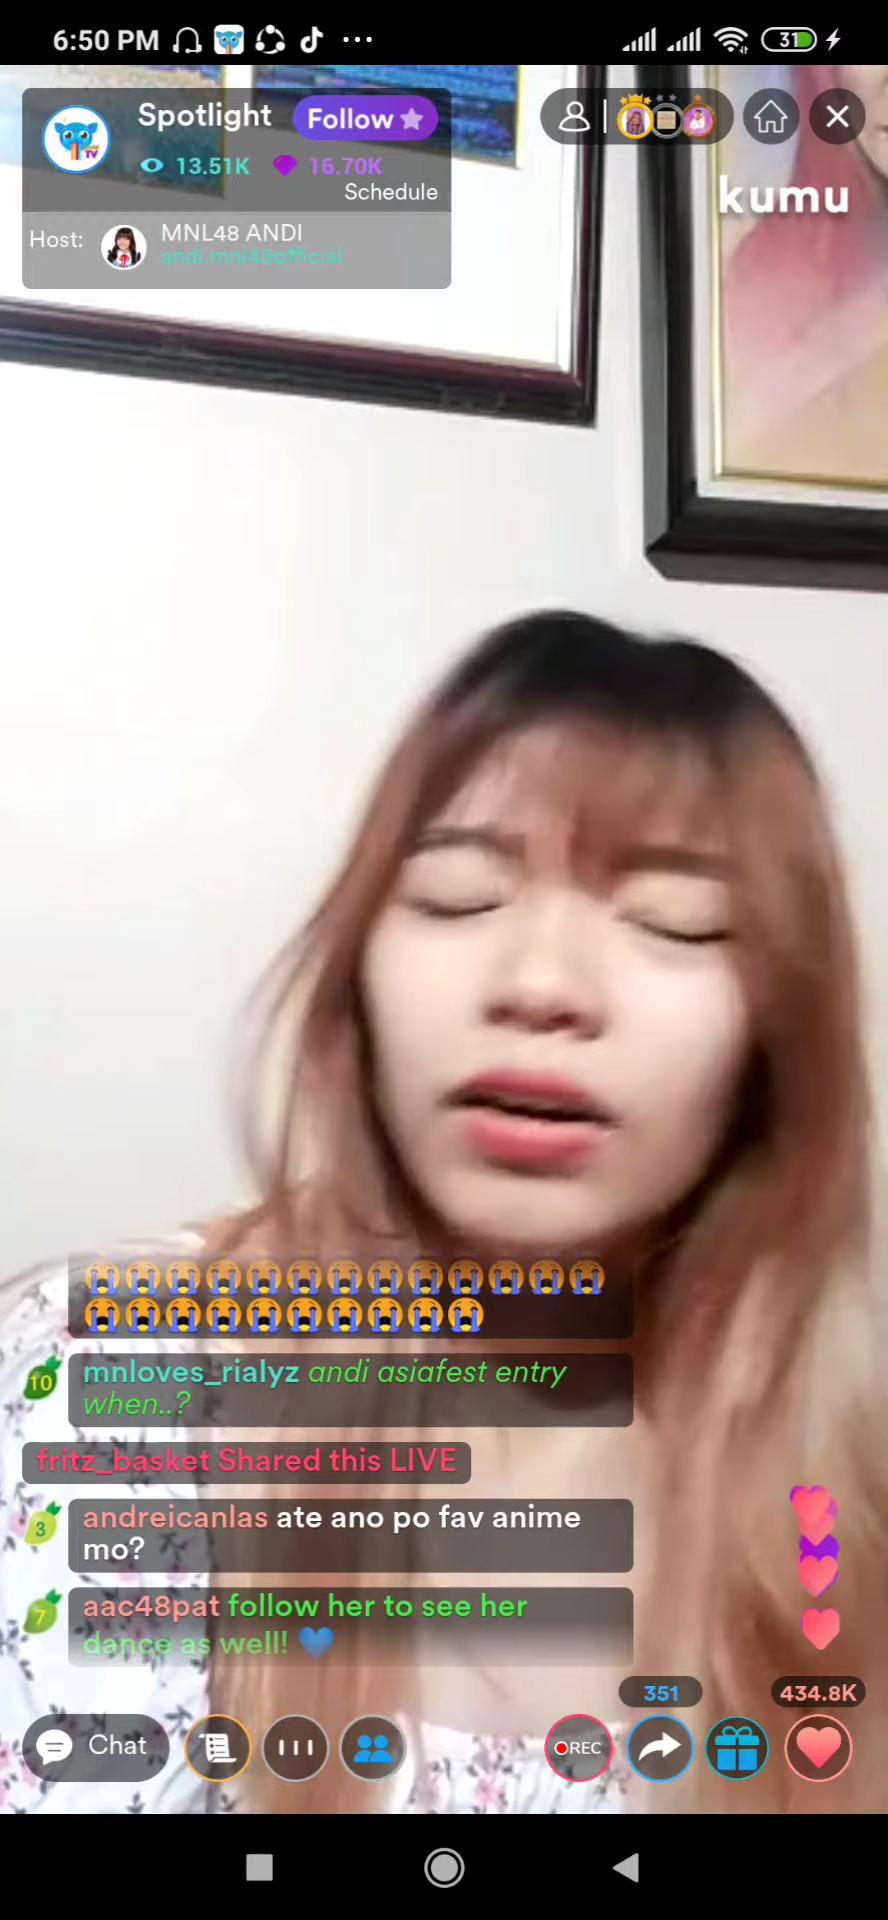 6:50 PM
31
Spotlight
Follow
13.51K 16.70K
Schedule
Host:
MNL48 ANDI
andi.mnl48official
kumu
TV
😭😭😭😭😭😭😭😭😭😭😭😭😭
😭😭😭😭😭😭😭😭😭😭
10
mnloves_rialyz andi asiafest entry
when..?
fritz_basket Shared this LIVE
3
andreicanlas ate ano po fav anime
mo?
7
aac48pat follow her to see her
dance as well! 💙
351
434.8K
Chat
REC